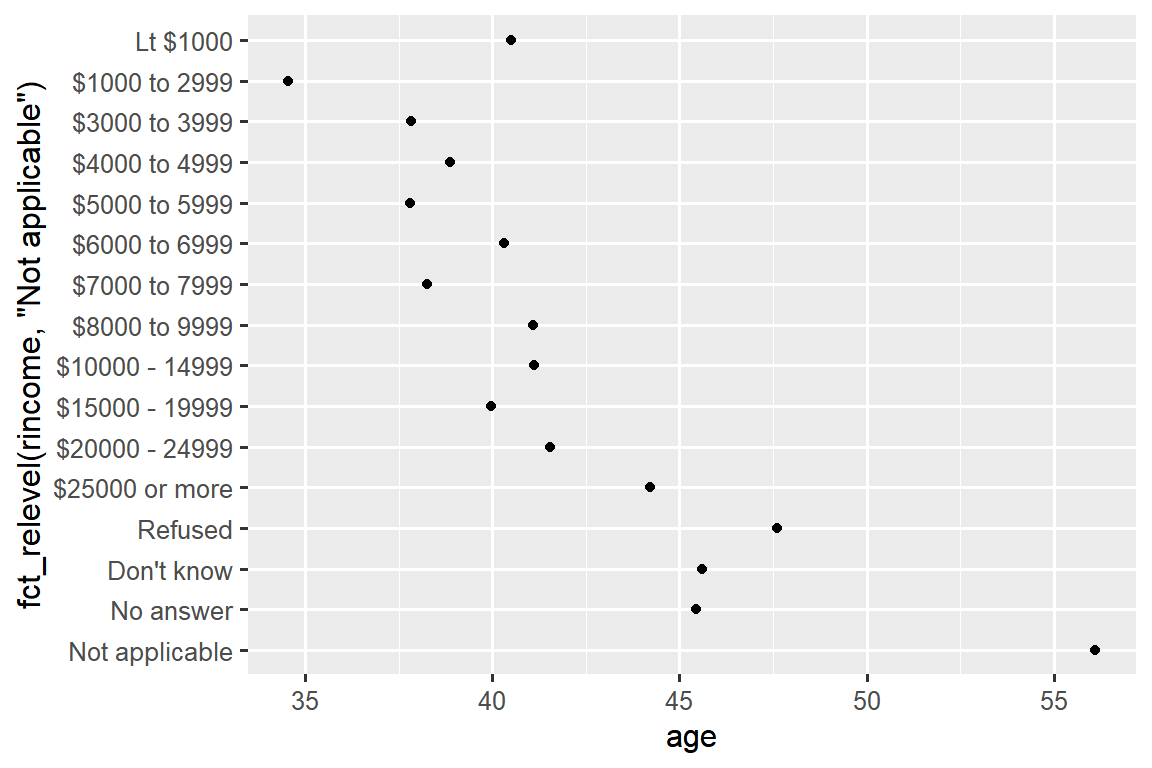 fct_relevel(rincome, "Not applicable")
Lt $1000
$1000 to 2999
$3000 to 3999
$4000 to 4999
$5000 to 5999
$6000 to 6999
$7000 to 7999
$8000 to 9999
$10000 - 14999
$15000 - 19999
$20000 - 24999
$25000 or more
Refused
Don't know
No answer
Not applicable
35 40 45 50 55
age